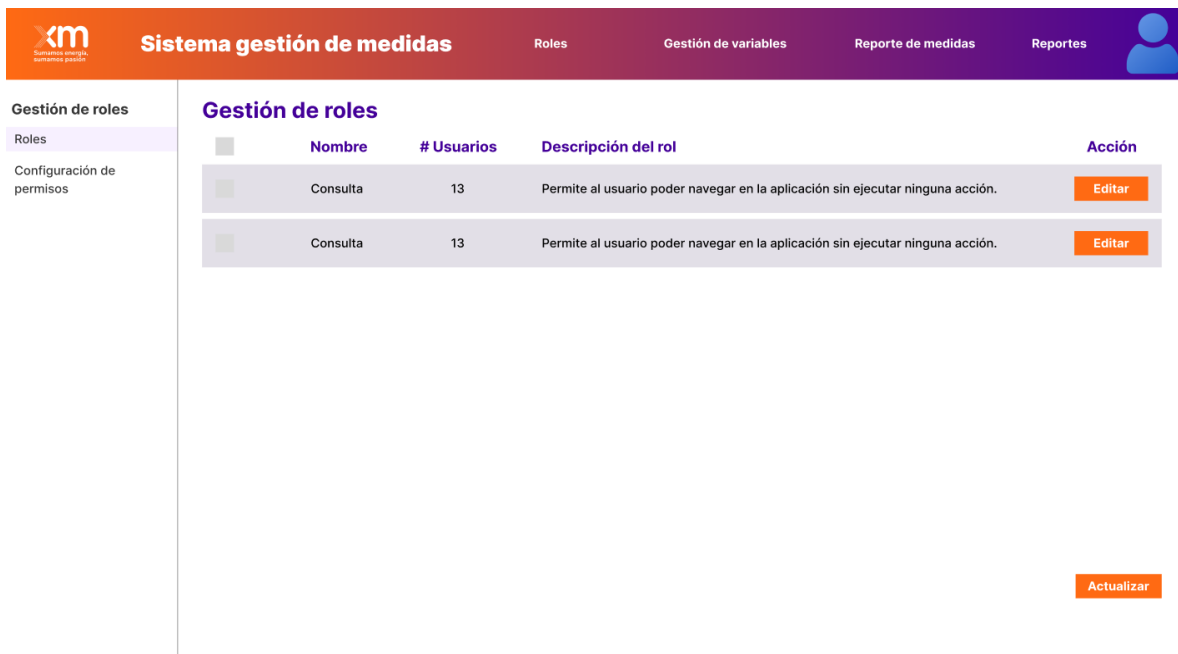 xm
Sumamos energía,
sumamos pasión
Sistema gestión de medidas
Roles
Gestión de variables
Reporte de medidas
Reportes
Gestión de roles
Roles
Configuración de
permisos
Gestión de roles
Nombre # Usuarios Descripción del rol Acción
Consulta 13 Permite al usuario poder navegar en la aplicación sin ejecutar ninguna acción. Editar
Consulta 13 Permite al usuario poder navegar en la aplicación sin ejecutar ninguna acción. Editar
Actualizar